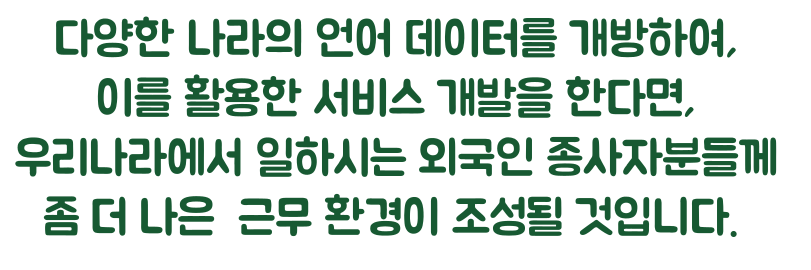 다양한 나라의 언어 데이터를 개방하여,
이를 활용한 서비스 개발을 한다면,
우리나라에서 일하시는 외국인 종사자분들께
좀 더 나은 근무 환경이 조성될 것입니다.